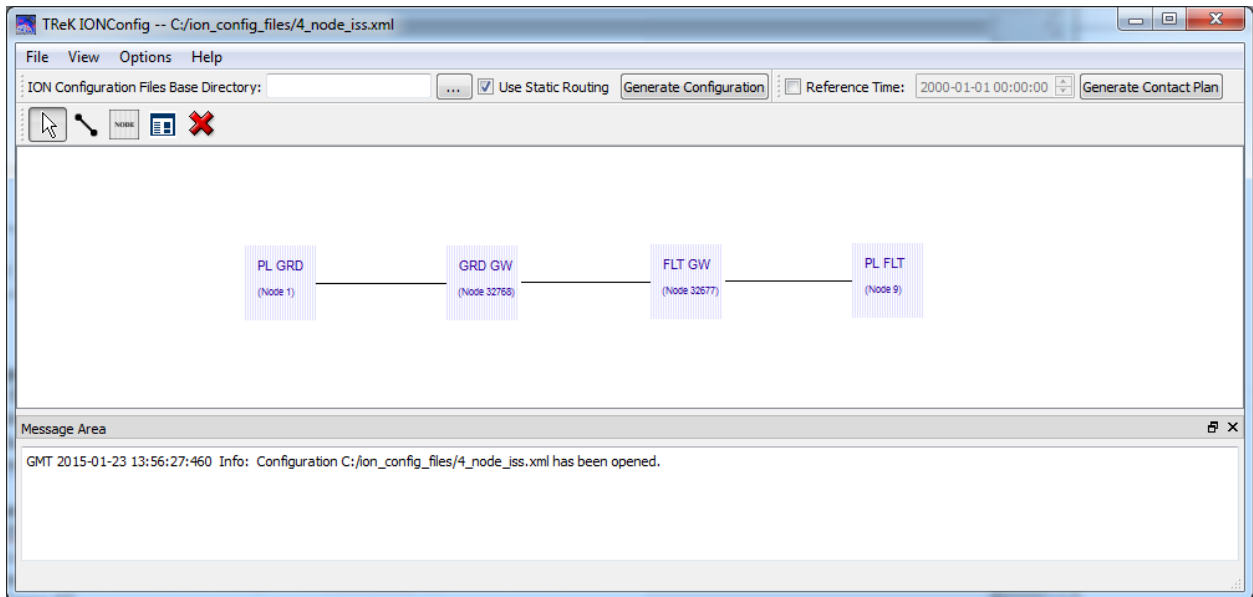 TReK IONConfig -- C:/ion_config_files/4_node_iss.xml
File View Options Help
ION Configuration Files Base Directory: ... Use Static Routing Generate Configuration Reference Time: 2000-01-01 00:00:00 Generate Contact Plan
NODE
PL GRD GRD GW FLT GW PL FLT
(Node 1) (Node 32768) (Node 32677) (Node 9)
Message Area
GMT 2015-01-23 13:56:27:460 Info: Configuration C:/ion_config_files/4_node_iss.xml has been opened.